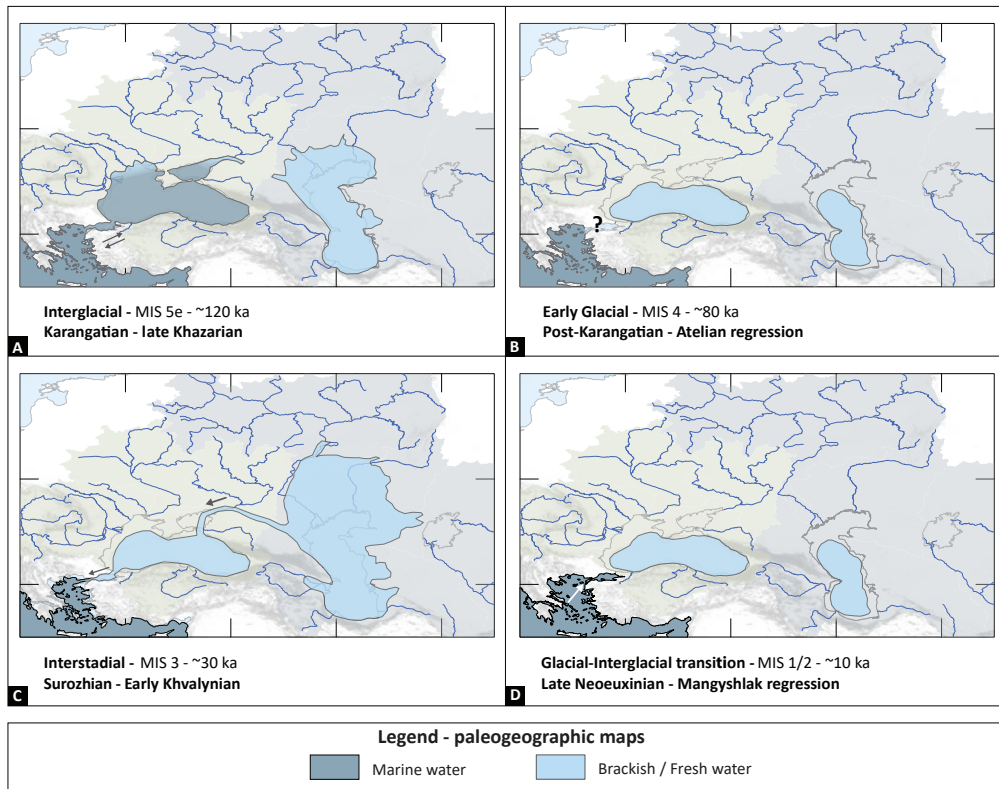 Interglacial - MIS 5e - ~120 ka
Karangatian - late Khazarian
A
?
Early Glacial - MIS 4 - ~80 ka
Post-Karangatian - Atelian regression
B
Interstadial - MIS 3 - ~30 ka
Surozhian - Early Khvalynian
C
Glacial-Interglacial transition - MIS 1/2 - ~10 ka
Late Neoeuxinian - Mangyshlak regression
D
Legend - paleogeographic maps
Marine water
Brackish / Fresh water